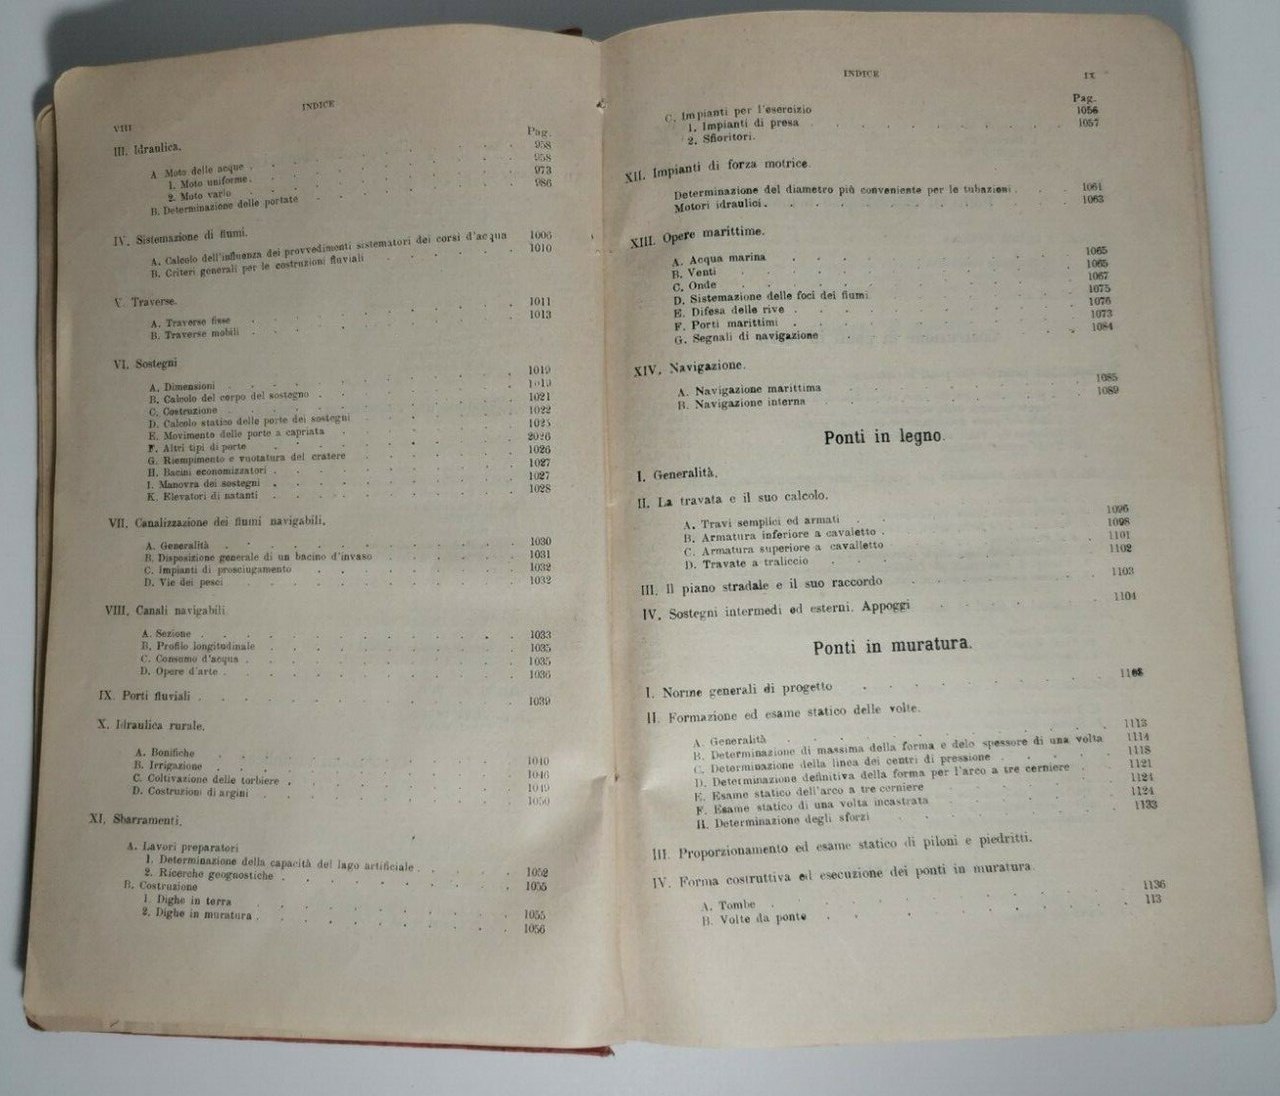 INDICE
VIII
Pag.
III. Idraulica.
A. Moto delle acque . 958
1. Moto uniforme . 958
2. Moto vario 973
B. Determinazione delle portate 986
IV. Sistemazione di fiumi.
A. Calcolo dell'influenza dei provvedimenti sistematori dei corsi d'acqua 1006
B. Criteri generali per le costruzioni fluviali 1010
V. Traverse.
A. Traverse fisse 1011
B. Traverse mobili 1013
VI. Sostegni
A. Dimensioni 1019
B. Calcolo del corpo del sostegno 1019
C. Costruzione 1021
D. Calcolo statico delle porte dei sostegni 1022
E. Movimento delle porte a capriata 1025
F. Altri tipi di porte 2026
G. Riempimento e vuotatura del cratere 1026
H. Bacini economizzatori 1027
I. Manovra dei sostegni 1027
K. Elevatori di natanti 1028
VII. Canalizzazione dei fiumi navigabili.
A. Generalità 1030
B. Disposizione generale di un bacino d'invaso 1031
C. Impianti di prosciugamento 1032
D. Vie dei pesci 1032
VIII. Canali navigabili.
A. Sezione 1033
B. Profilo longitudinale 1035
C. Consumo d'acqua 1035
D. Opere d'arte 1036
IX. Porti fluviali 1039
X. Idraulica rurale.
A. Bonifiche 1040
B. Irrigazione 1046
C. Coltivazione delle torbiere 1049
D. Costruzioni di argini 1050
XI. Sbarramenti.
A. Lavori preparatori
1. Determinazione della capacità del lago artificiale 1052
2. Ricerche geognostiche 1055
B. Costruzione
1. Dighe in terra 1055
2. Dighe in muratura 1056
INDICE IX
Pag.
C. Impianti per l'esercizio
1. Impianti di presa 1056
2. Sfioritori. 1057
XII. Impianti di forza motrice.
Determinazione del diametro più conveniente per le tubazioni 1061
Motori idraulici 1063
XIII. Opere marittime.
A. Acqua marina 1065
B. Venti 1065
C. Onde 1067
D. Sistemazione delle foci dei fiumi 1075
E. Difesa delle rive 1076
F. Porti marittimi 1073
G. Segnali di navigazione 1084
XIV. Navigazione.
A. Navigazione marittima 1085
B. Navigazione interna 1089
Ponti in legno.
I. Generalità.
II. La travata e il suo calcolo.
A. Travi semplici ed armati 1096
B. Armatura inferiore a cavaletto 1098
C. Armatura superiore a cavalletto 1101
D. Travate a traliccio 1102
III. Il piano stradale e il suo raccordo 1103
IV. Sostegni intermedi ed esterni. Appoggi 1104
Ponti in muratura.
I. Norme generali di progetto
II. Formazione ed esame statico delle volte.
A. Generalità 1113
B. Determinazione di massima della forma e delo spessore di una volta 1114
C. Determinazione della linea dei centri di pressione 1118
D. Determinazione definitiva della forma per l'arco a tre cerniere 1121
E. Esame statico dell'arco a tre cerniere 1124
F. Esame statico di una volta incastrata 1124
H. Determinazione degli sforzi 1133
III. Proporzionamento ed esame statico di piloni e piedritti.
IV. Forma costruttiva ed esecuzione dei ponti in muratura.
A. Tombe 1136
B. Volte da ponte 113